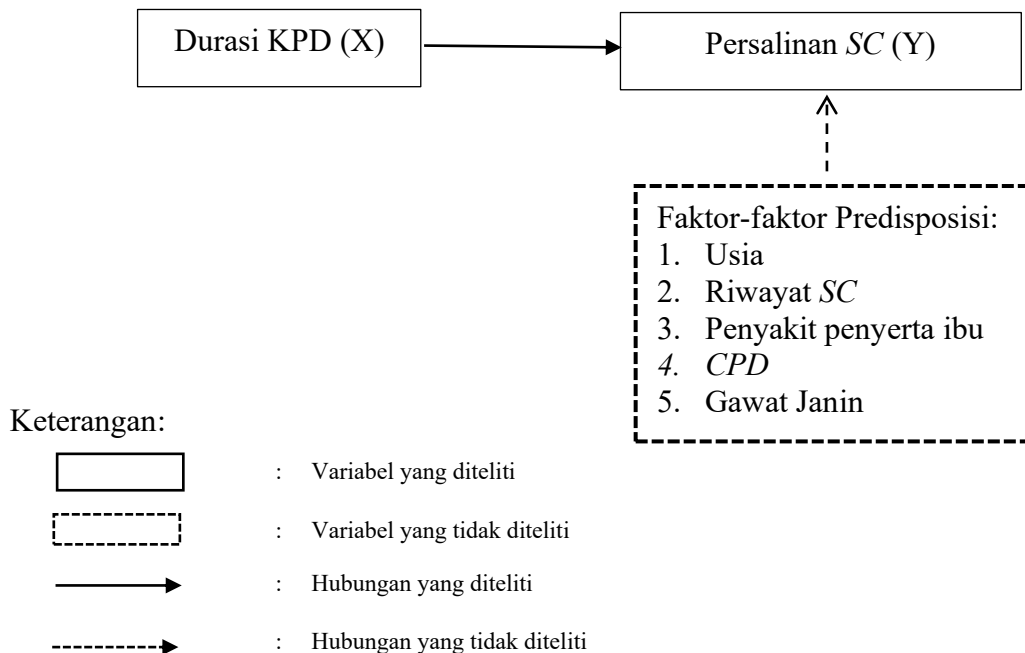 Durasi KPD (X)
Persalinan SC (Y)
Faktor-faktor Predisposisi:
1. Usia
2. Riwayat SC
3. Penyakit penyerta ibu
4. CPD
5. Gawat Janin
Keterangan:
: Variabel yang diteliti
: Variabel yang tidak diteliti
: Hubungan yang diteliti
: Hubungan yang tidak diteliti